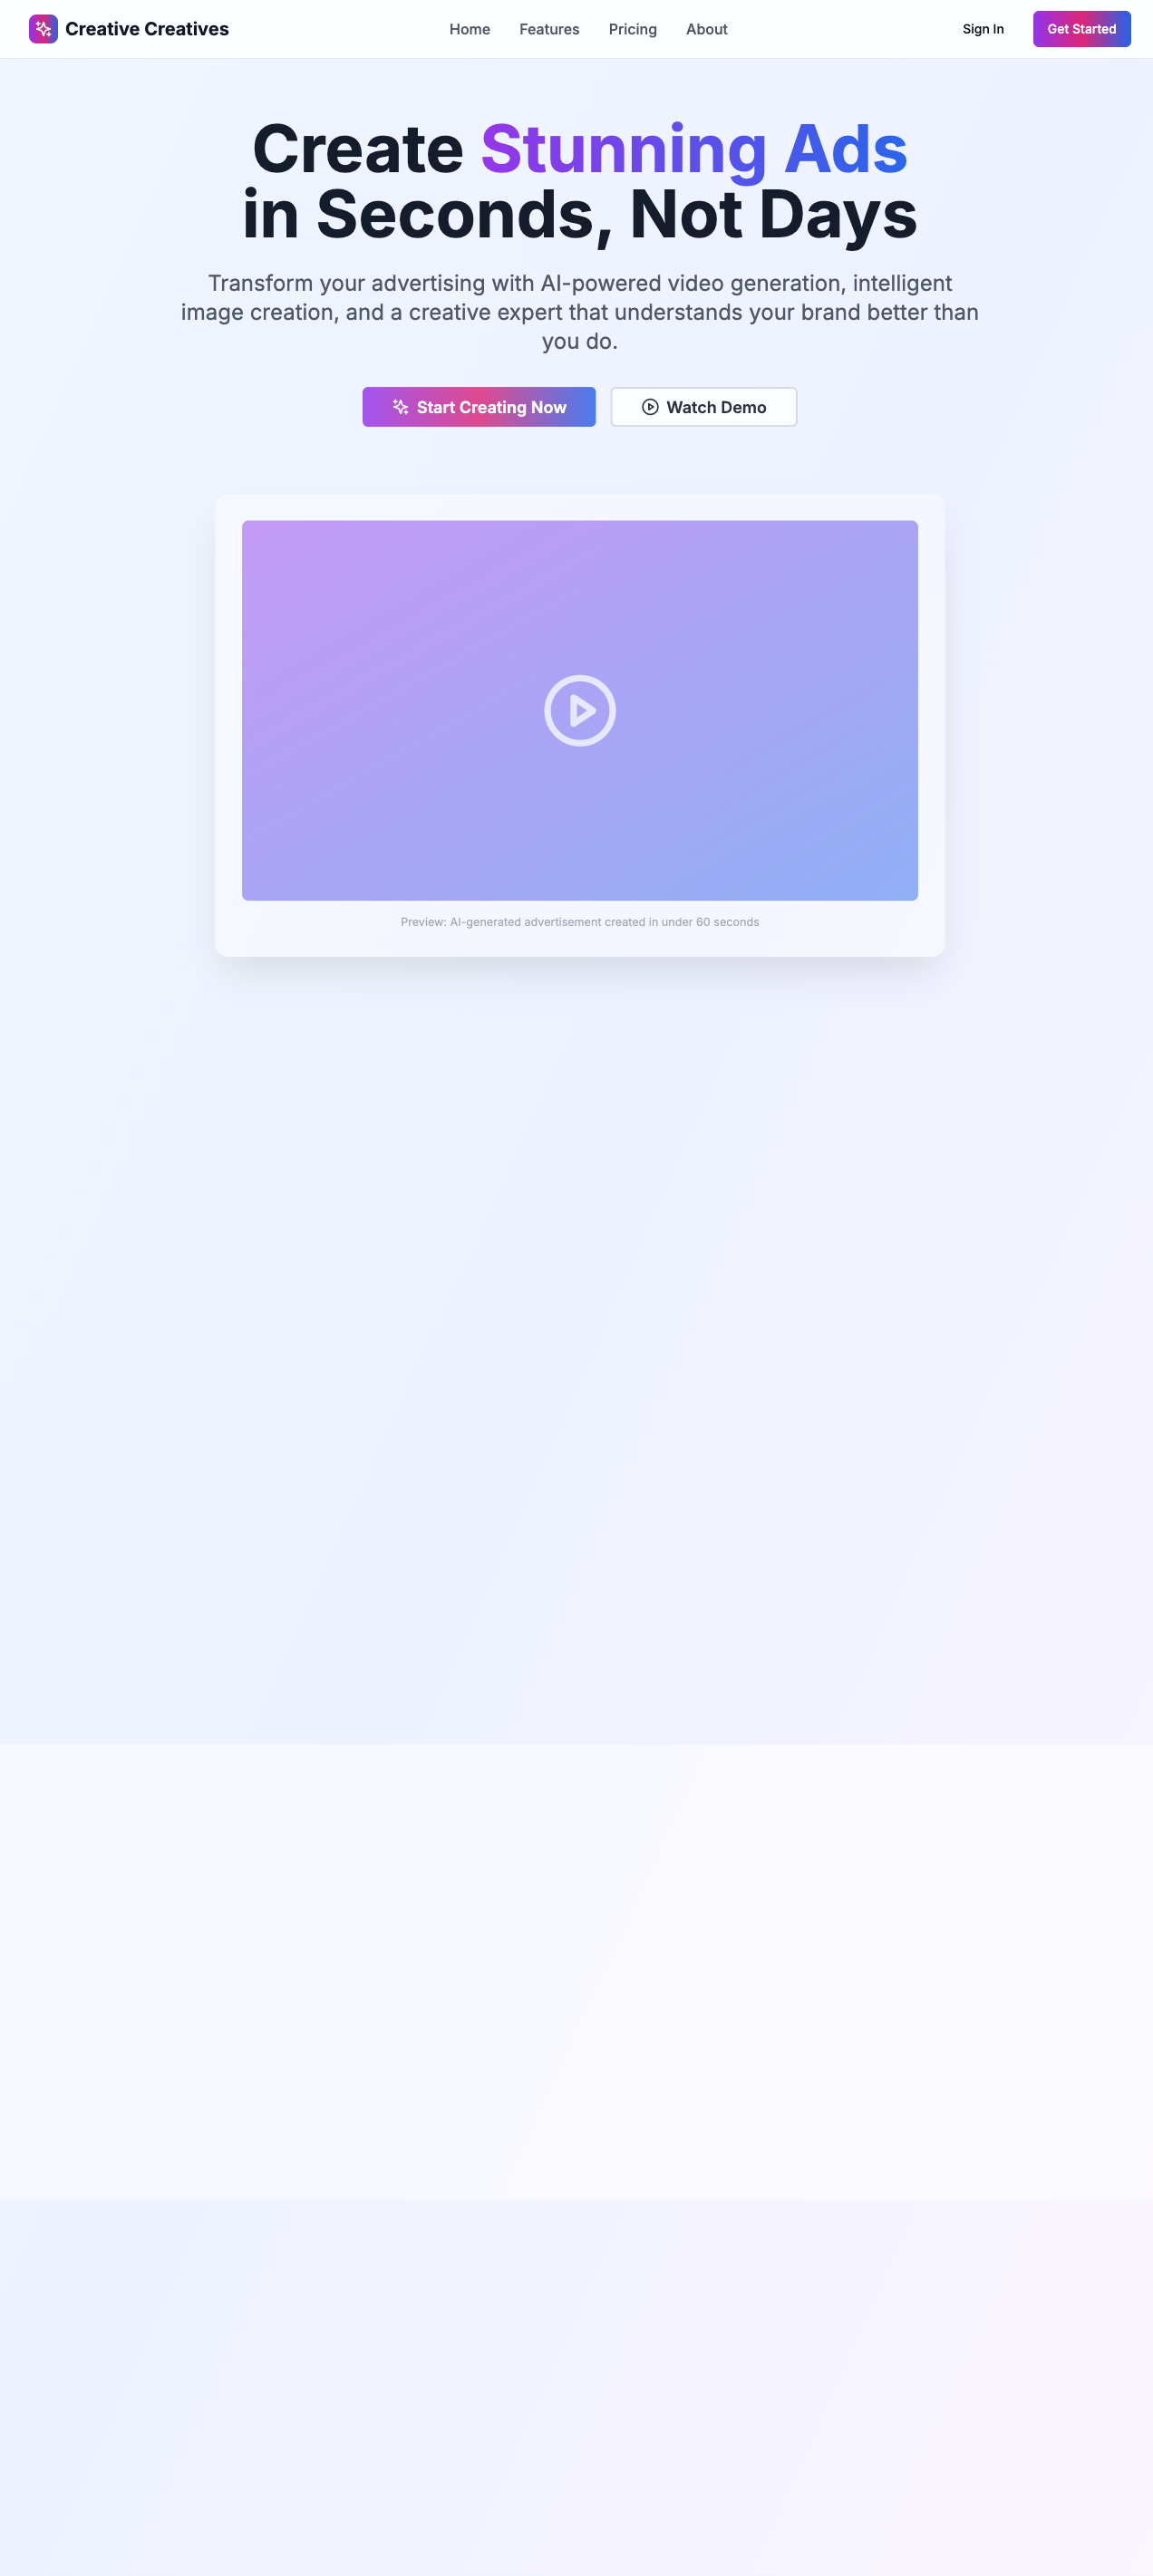 Creative Creatives
Home Features Pricing About
Sign In
Get Started
Create Stunning Ads
in Seconds, Not Days
Transform your advertising with AI-powered video generation, intelligent
image creation, and a creative expert that understands your brand better than
you do.
Start Creating Now
Watch Demo
Preview: AI-generated advertisement created in under 60 seconds